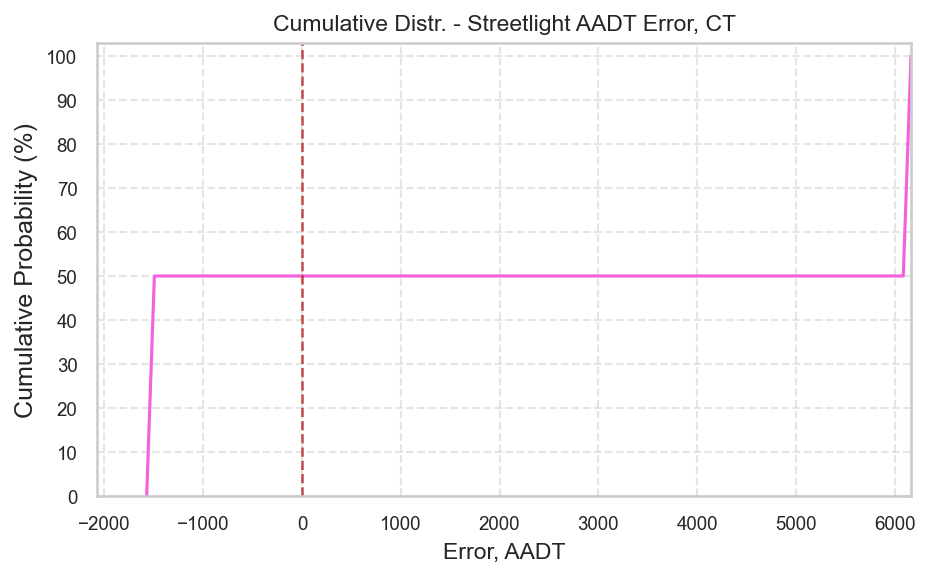 Cumulative Distr. - Streetlight AADT Error, CT
Cumulative Probability (%)
100
90
80
70
60
50
40
30
20
10
0
−2000 −1000 0 1000 2000 3000 4000 5000 6000
Error, AADT